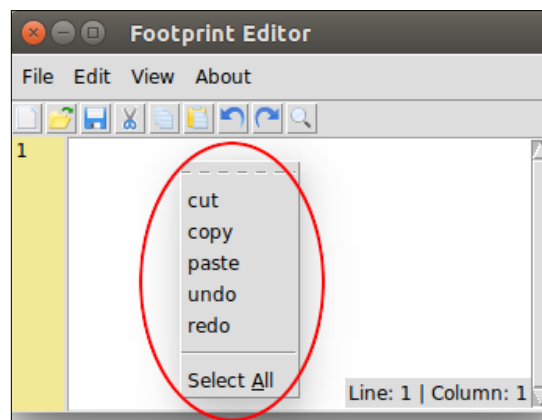 Footprint Editor
File Edit View About
1
cut
copy
paste
undo
redo
Select All
Line: 1 | Column: 1